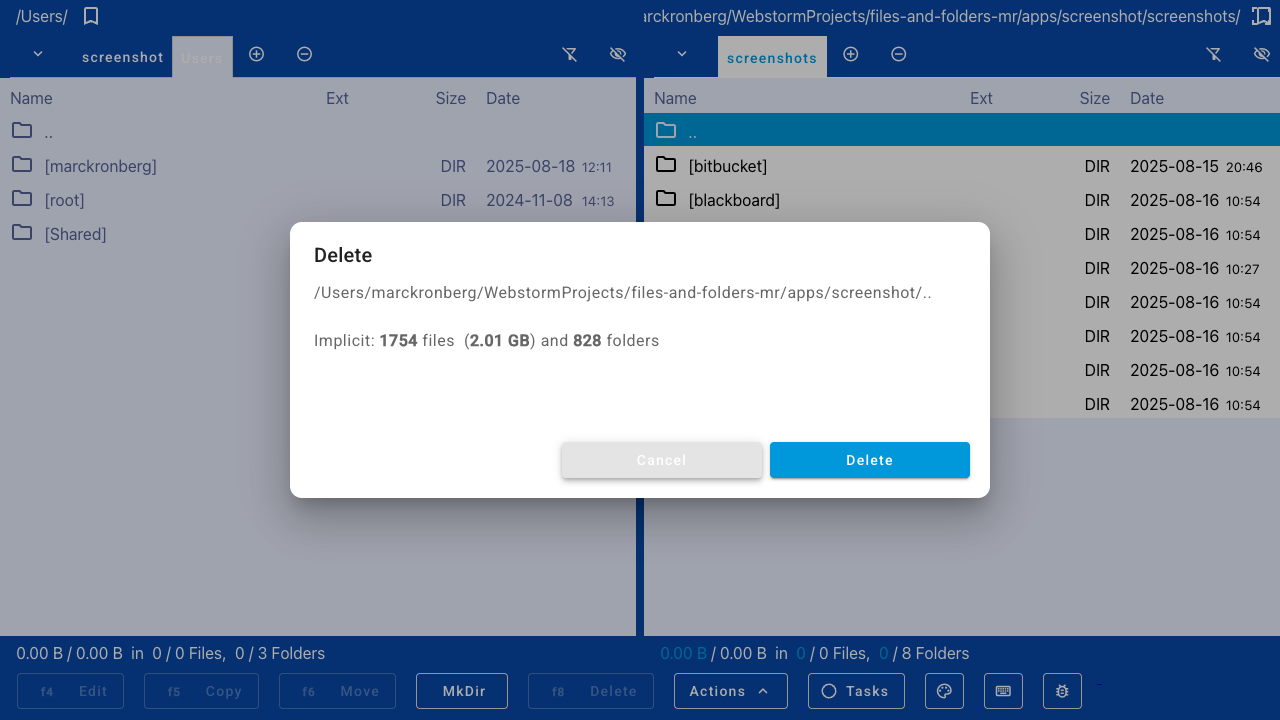 /Users/
arckronberg/WebstormProjects/files-and-folders-mr/apps/screenshot/screenshots/
screenshot Users
screenshots
Name Ext Size Date
..
[marckronberg] DIR 2025-08-18 12:11
[root] DIR 2024-11-08 14:13
[Shared]
Name Ext Size Date
..
[bitbucket] DIR 2025-08-15 20:46
[blackboard] DIR 2025-08-16 10:54
DIR 2025-08-16 10:54
DIR 2025-08-16 10:27
DIR 2025-08-16 10:54
DIR 2025-08-16 10:54
DIR 2025-08-16 10:54
DIR 2025-08-16 10:54
Delete
/Users/marckronberg/WebstormProjects/files-and-folders-mr/apps/screenshot/..
Implicit: 1754 files (2.01 GB) and 828 folders
Cancel Delete
0.00 B / 0.00 B in 0 / 0 Files, 0 / 3 Folders
0.00 B / 0.00 B in 0 / 0 Files, 0 / 8 Folders
f4 Edit f5 Copy f6 Move MkDir f8 Delete Actions Tasks